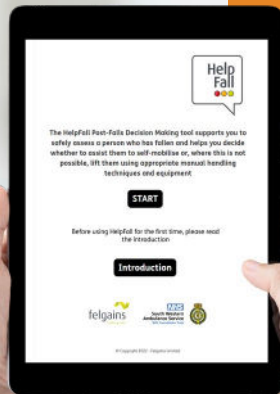 Help
Fall
The HelpFall Post-Falls Decision Making tool supports you to
safely assess a person who has fallen and helps you decide
whether to assist them to self-mobilise or, where this is not
possible, lift them using appropriate manual handling
techniques and equipment
START
Before using HelpFall for the first time, please read
the introduction
Introduction
felgains
NHS
South Western
Ambulance Service
NHS Foundation Trust